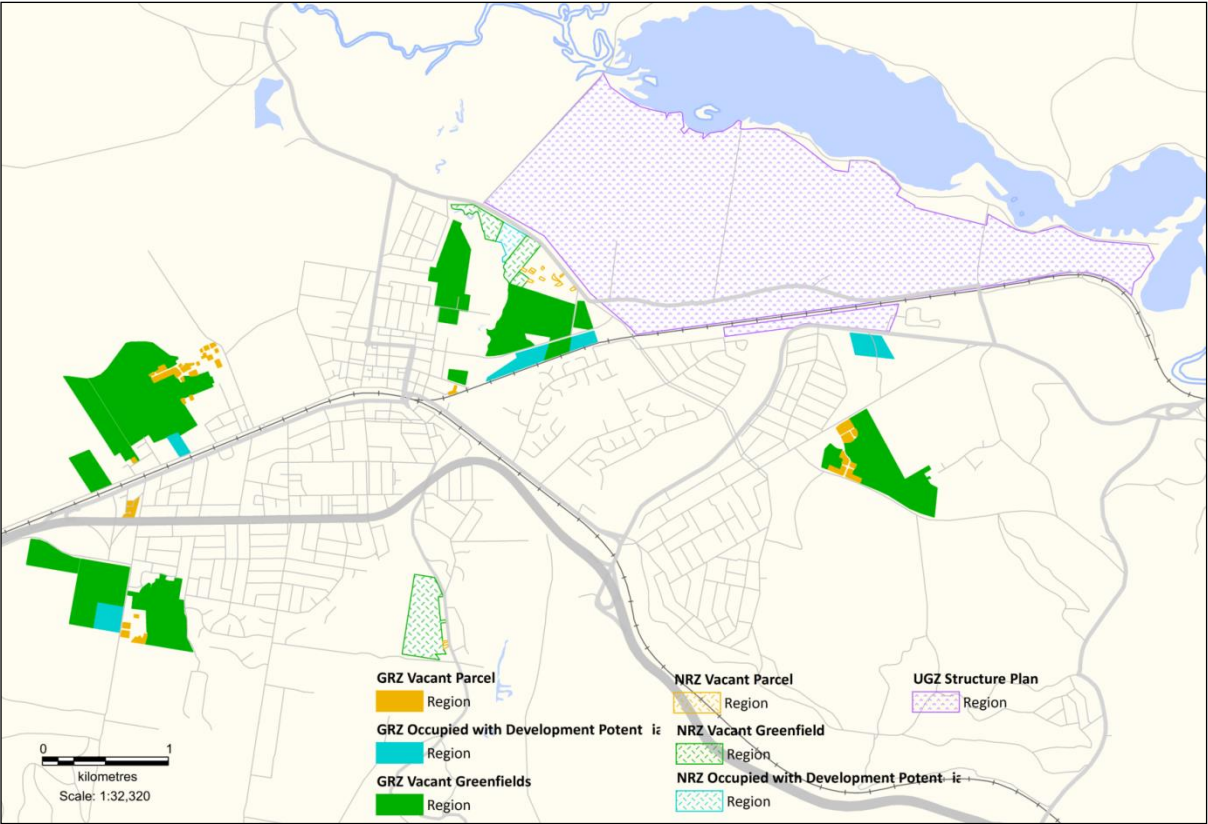 GRZ Vacant Parcel
Region
GRZ Occupied with Development Potent ia
Region
GRZ Vacant Greenfields
Region
NRZ Vacant Parcel
Region
NRZ Vacant Greenfield
Region
NRZ Occupied with Development Potent ia
Region
UGZ Structure Plan
Region
0 1
kilometres
Scale: 1:32,320